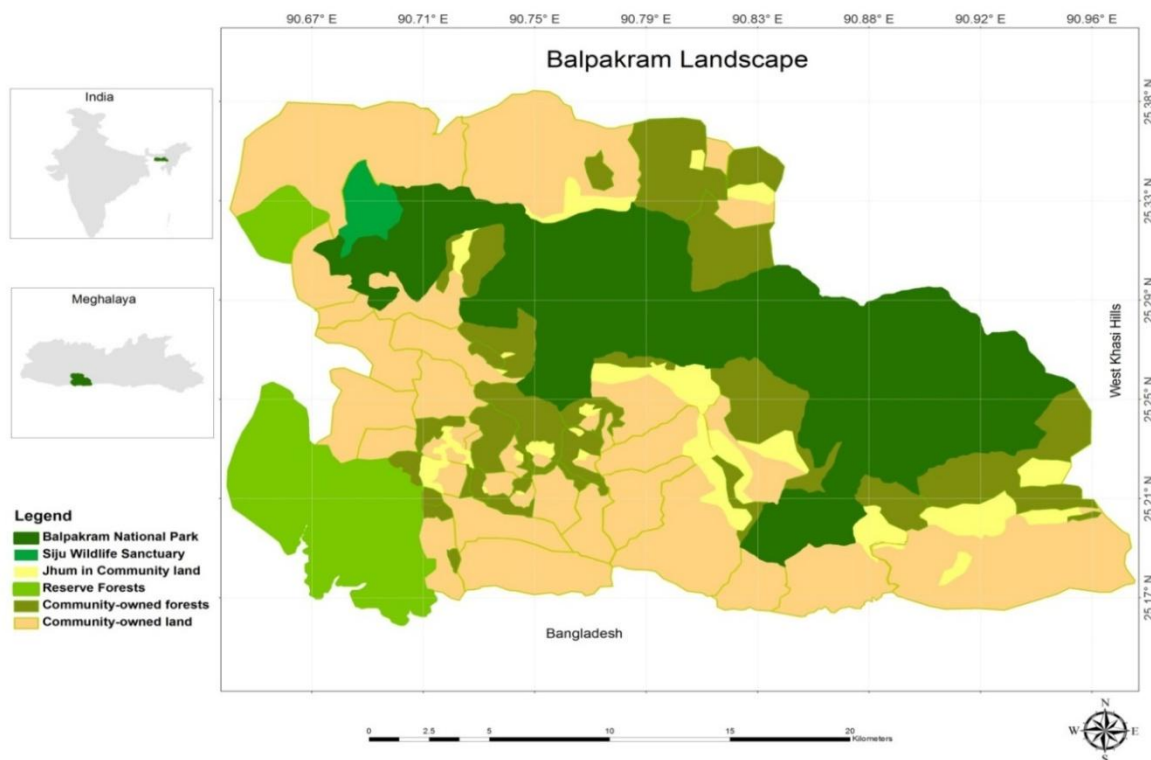 90.67° E 90.71° E 90.75° E 90.79° E 90.83° E 90.88° E 90.92° E 90.96° E
Balpakram Landscape
India
Meghalaya
25.38° N
25.33° N
25.29° N
25.25° N
25.21° N
25.17° N
West Khasi Hills
Bangladesh
Legend
Balpakram National Park
Siju Wildlife Sanctuary
Jhum in Community land
Reserve Forests
Community-owned forests
Community-owned land
0 2.5 5 10 15 20
Kilometers
N
W E
S